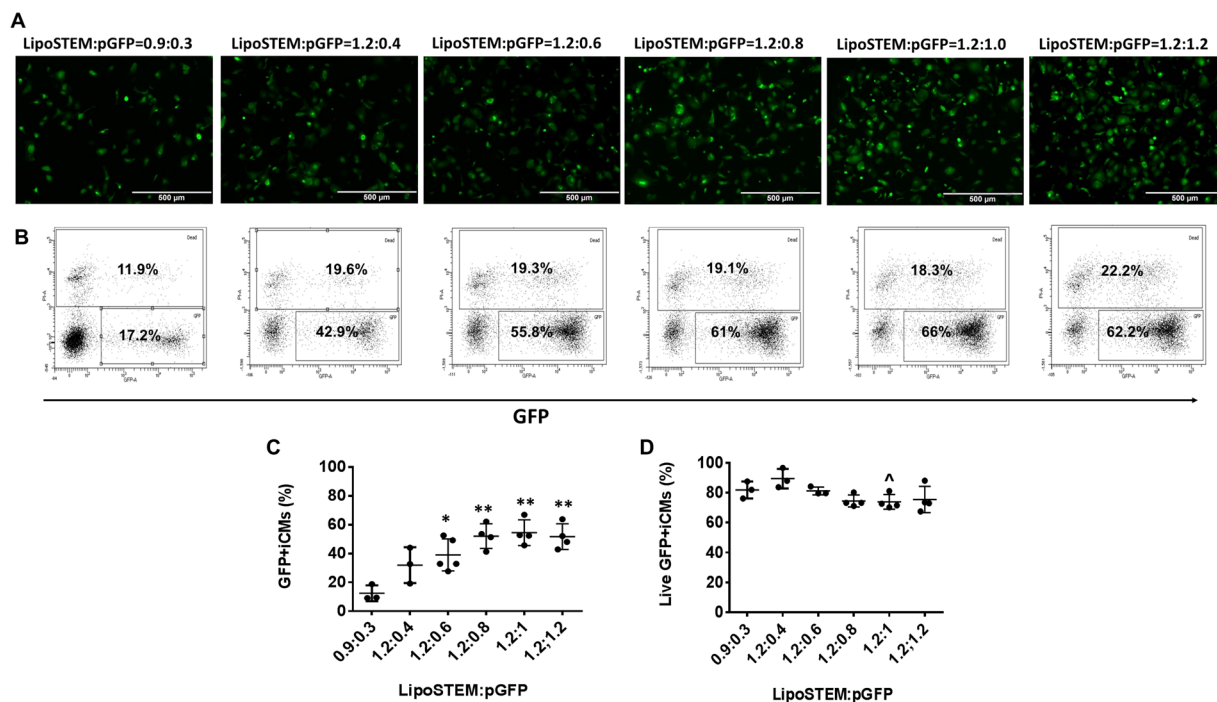 A
LipoSTEM:pGFP=0.9:0.3 LipoSTEM:pGFP=1.2:0.4 LipoSTEM:pGFP=1.2:0.6 LipoSTEM:pGFP=1.2:0.8 LipoSTEM:pGFP=1.2:1.0 LipoSTEM:pGFP=1.2:1.2
500 µm 500 µm 500 µm 500 µm 500 µm 500 µm
B
Dead Dead Dead Dead Dead Dead
11.9% 19.6% 19.3% 19.1% 18.3% 22.2%
GFP GFP GFP GFP GFP GFP
17.2% 42.9% 55.8% 61% 66% 62.2%
GFP-A GFP-A GFP-A GFP-A GFP-A GFP-A
GFP
C
GFP+iCMs (%)
100
80
60
40
20
0
* ** ** **
0.9:0.3 1.2:0.4 1.2:0.6 1.2:0.8 1.2:1 1.2;1.2
LipoSTEM:pGFP
D
Live GFP+iCMs (%)
100
80
60
40
20
0
^
0.9:0.3 1.2:0.4 1.2:0.6 1.2:0.8 1.2:1 1.2;1.2
LipoSTEM:pGFP